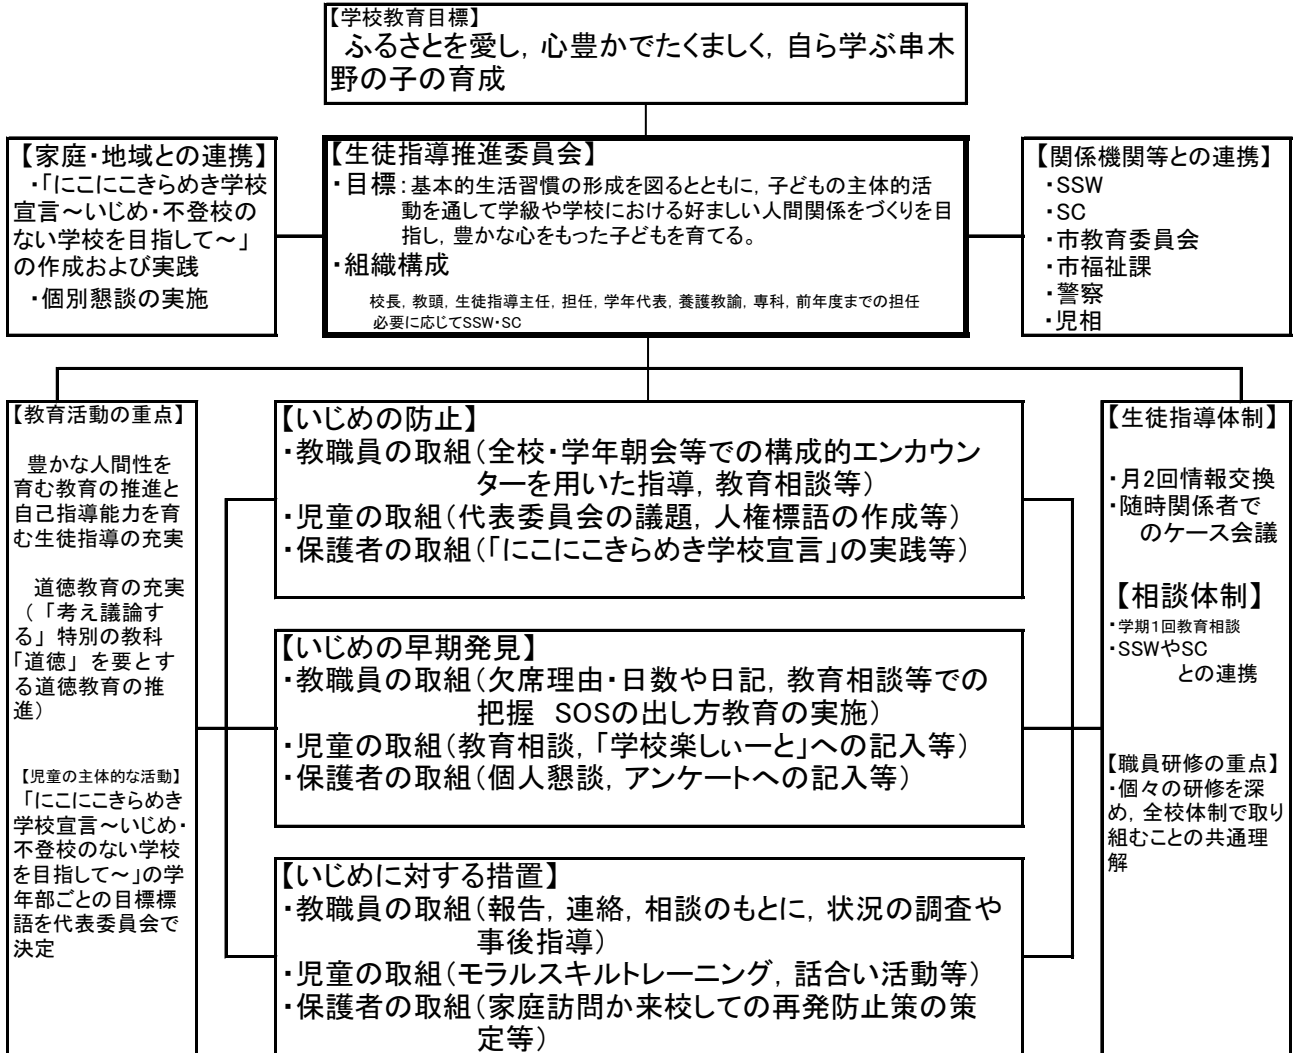 【学校教育目標】
ふるさとを愛し，心豊かでたくましく，自ら学ぶ串木
野の子の育成
【家庭・地域との連携】
・「にこにこきらめき学校
宣言～いじめ・不登校の
ない学校を目指して～」
の作成および実践
・個別懇談の実施
【生徒指導推進委員会】
・目標：基本的生活習慣の形成を図るとともに，子どもの主体的活
動を通して学級や学校における好ましい人間関係をづくりを目
指し，豊かな心をもった子どもを育てる。
・組織構成
校長，教頭，生徒指導主任，担任，学年代表，養護教諭，専科，前年度までの担任
必要に応じてSSW・SC
【関係機関等との連携】
・SSW
・SC
・市教育委員会
・市福祉課
・警察
・児相
【教育活動の重点】
豊かな人間性を
育む教育の推進と
自己指導能力を育
む生徒指導の充実
道徳教育の充実
（「考え議論す
る」特別の教科
「道徳」を要とす
る道徳教育の推
進）
【児童の主体的な活動】
「にこにこきらめき
学校宣言～いじめ・
不登校のない学校
を目指して～」の学
年部ごとの目標標
語を代表委員会で
決定
【いじめの防止】
・教職員の取組（全校・学年朝会等での構成的エンカウン
ターを用いた指導，教育相談等）
・児童の取組（代表委員会の議題，人権標語の作成等）
・保護者の取組（「にこにこきらめき学校宣言」の実践等）
【いじめの早期発見】
・教職員の取組（欠席理由・日数や日記，教育相談等での
把握　SOSの出し方教育の実施）
・児童の取組（教育相談，「学校楽しぃーと」への記入等）
・保護者の取組（個人懇談，アンケートへの記入等）
【いじめに対する措置】
・教職員の取組（報告，連絡，相談のもとに，状況の調査や
事後指導）
・児童の取組（モラルスキルトレーニング，話合い活動等）
・保護者の取組（家庭訪問か来校しての再発防止策の策
定等）
【生徒指導体制】
・月2回情報交換
・随時関係者で
のケース会議
【相談体制】
・学期1回教育相談
・SSWやSC
との連携
【職員研修の重点】
・個々の研修を深
め，全校体制で取り
組むことの共通理
解